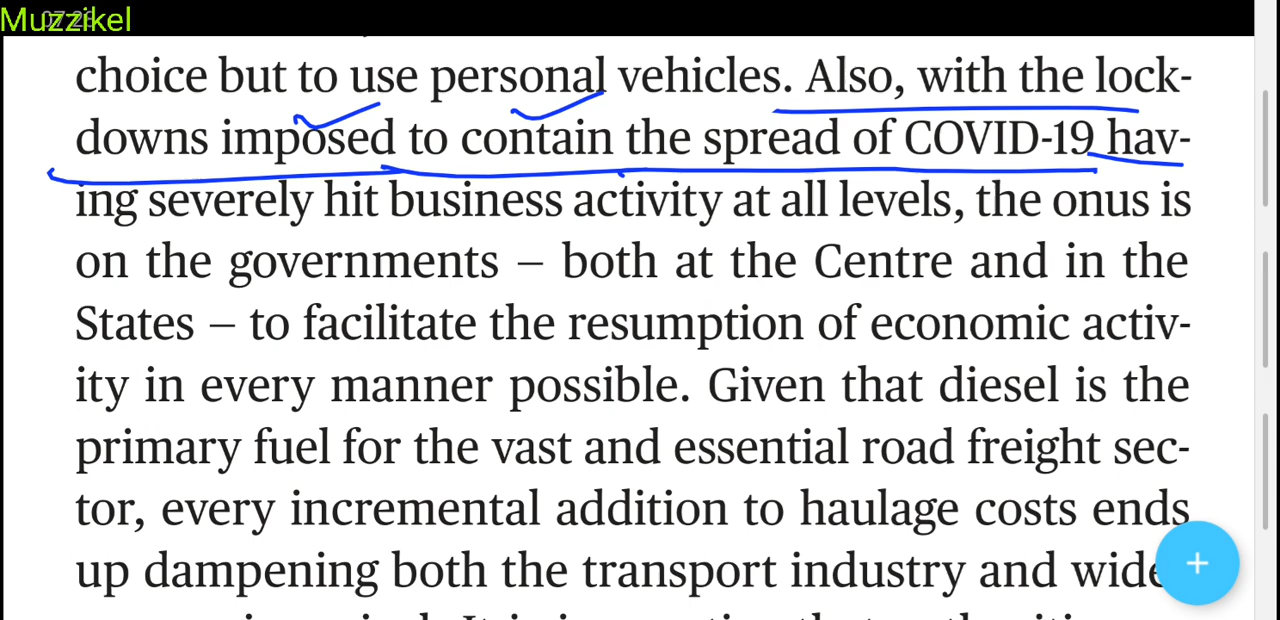 Muzzikel
choice but to use personal vehicles. Also, with the lock-
downs imposed to contain the spread of COVID-19 hav-
ing severely hit business activity at all levels, the onus is
on the governments – both at the Centre and in the
States – to facilitate the resumption of economic activ-
ity in every manner possible. Given that diesel is the
primary fuel for the vast and essential road freight sec-
tor, every incremental addition to haulage costs ends
up dampening both the transport industry and wide